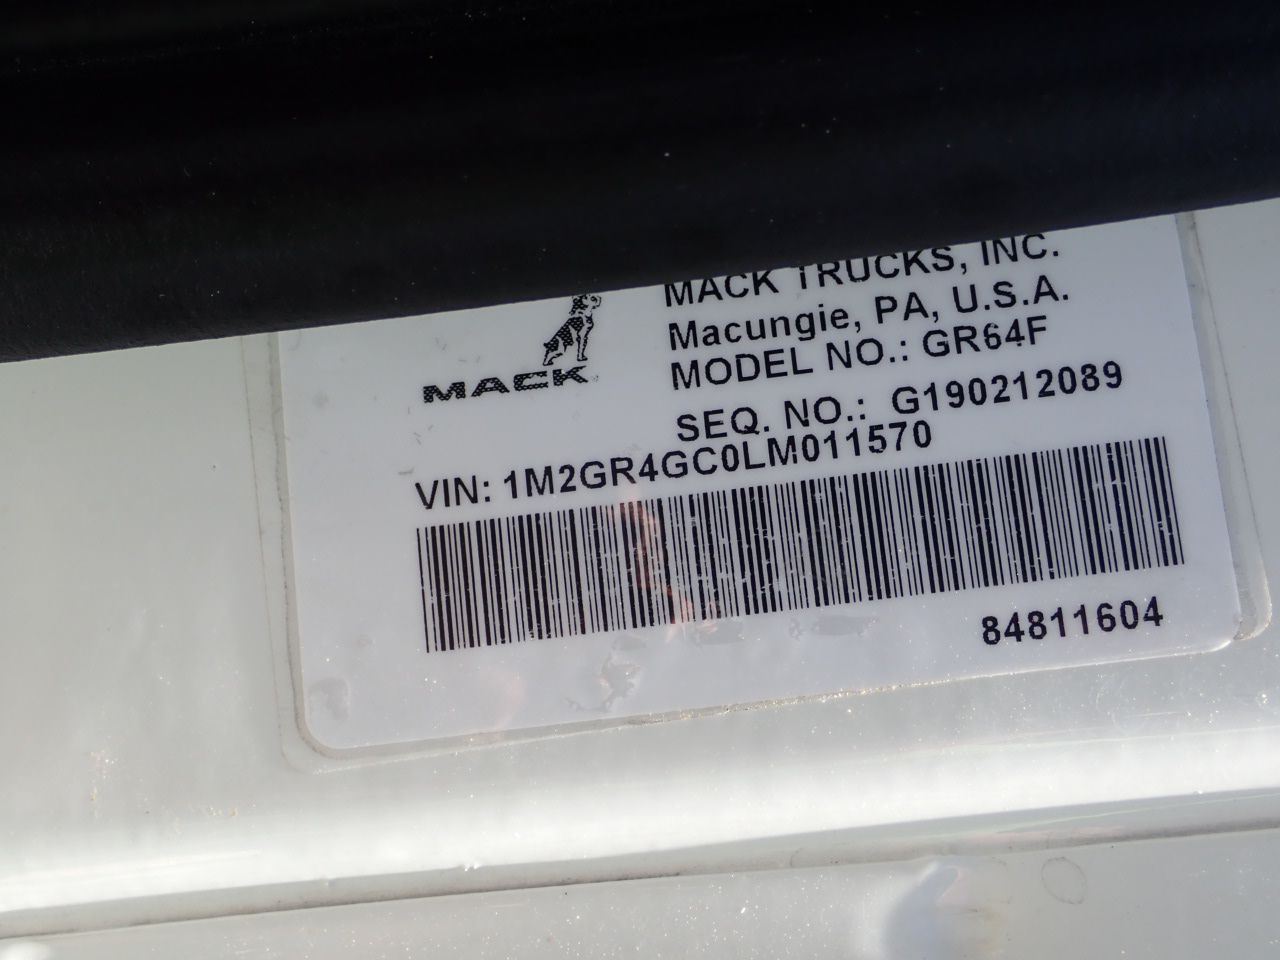 MACK TRUCKS, INC.
Macungie, PA, U.S.A.
MACK
MODEL NO.: GR64F
SEQ. NO.: G190212089
VIN: 1M2GR4GC0LM011570
84811604